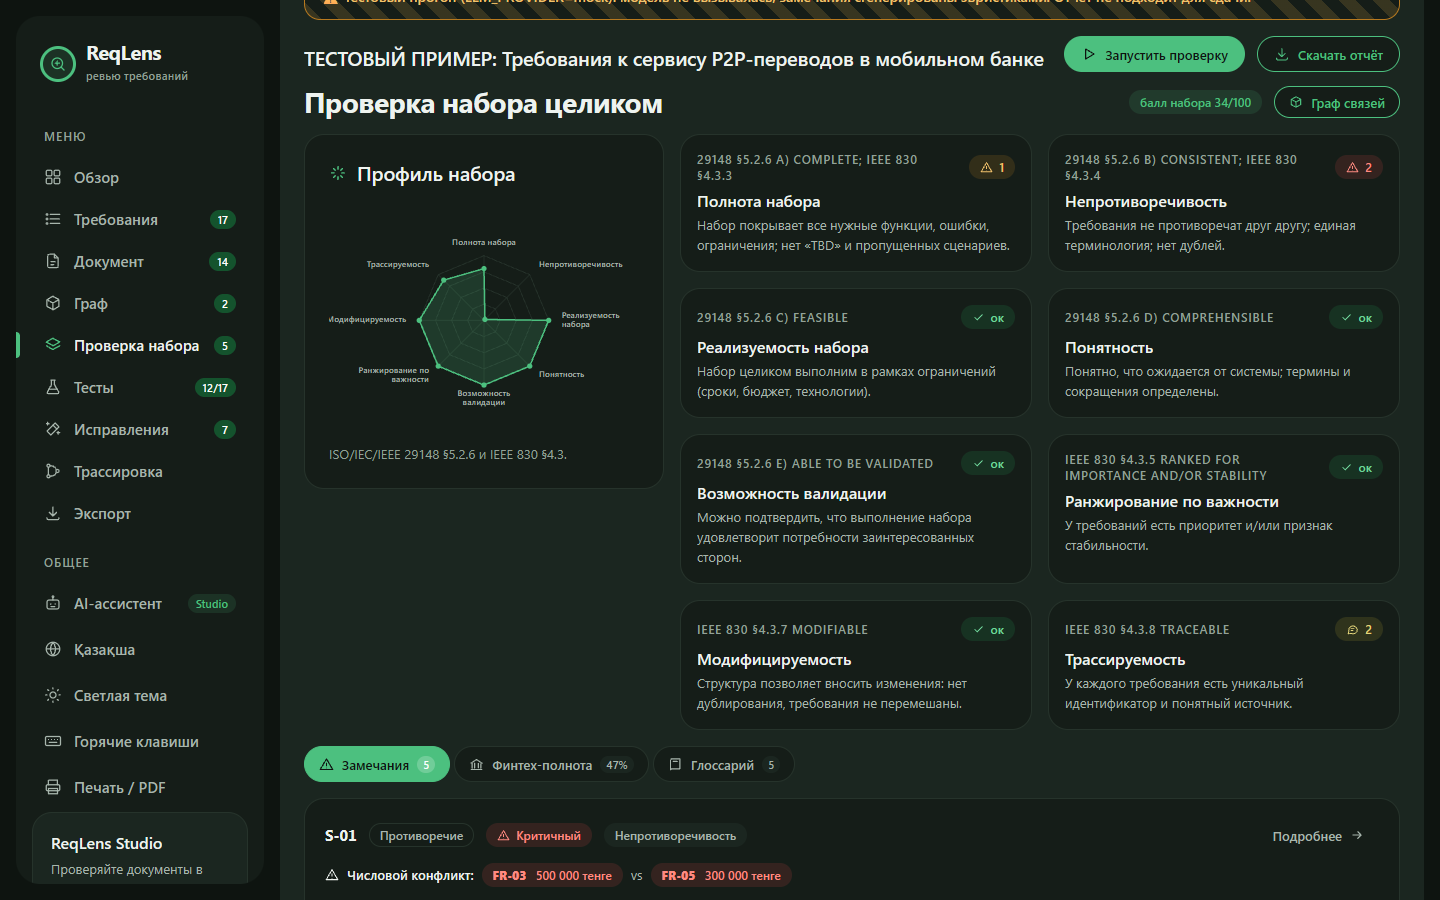 ReqLens
ревью требований
МЕНЮ
Обзор
Требования 17
Документ 14
Граф 2
Проверка набора 5
Тесты 12/17
Исправления 7
Трассировка
Экспорт
ОБЩЕЕ
AI-ассистент Studio
Қазақша
Светлая тема
Горячие клавиши
Печать / PDF
ReqLens Studio
Проверяйте документы в
ТЕСТОВЫЙ ПРИМЕР: Требования к сервису P2P-переводов в мобильном банке
Запустить проверку
Скачать отчёт
Проверка набора целиком
балл набора 34/100
Граф связей
Профиль набора
Полнота набора
Трассируемость
Непротиворечивость
Модифицируемость
Реализуемость
набора
Ранжирование по
важности
Понятность
Возможность
валидации
ISO/IEC/IEEE 29148 §5.2.6 и IEEE 830 §4.3.
29148 §5.2.6 A) COMPLETE; IEEE 830
§4.3.3
1
Полнота набора
Набор покрывает все нужные функции, ошибки,
ограничения; нет «TBD» и пропущенных сценариев.
29148 §5.2.6 B) CONSISTENT; IEEE 830
§4.3.4
2
Непротиворечивость
Требования не противоречат друг другу; единая
терминология; нет дублей.
29148 §5.2.6 C) FEASIBLE
ок
Реализуемость набора
Набор целиком выполним в рамках ограничений
(сроки, бюджет, технологии).
29148 §5.2.6 D) COMPREHENSIBLE
ок
Понятность
Понятно, что ожидается от системы; термины и
сокращения определены.
29148 §5.2.6 E) ABLE TO BE VALIDATED
ок
Возможность валидации
Можно подтвердить, что выполнение набора
удовлетворит потребности заинтересованных
сторон.
IEEE 830 §4.3.5 RANKED FOR
IMPORTANCE AND/OR STABILITY
ок
Ранжирование по важности
У требований есть приоритет и/или признак
стабильности.
IEEE 830 §4.3.7 MODIFIABLE
ок
Модифицируемость
Структура позволяет вносить изменения: нет
дублирования, требования не перемешаны.
IEEE 830 §4.3.8 TRACEABLE
2
Трассируемость
У каждого требования есть уникальный
идентификатор и понятный источник.
Замечания 5
Финтех-полнота 47%
Глоссарий 5
S-01 Противоречие Критичный Непротиворечивость Подробнее
Числовой конфликт: FR-03 500 000 тенге vs FR-05 300 000 тенге